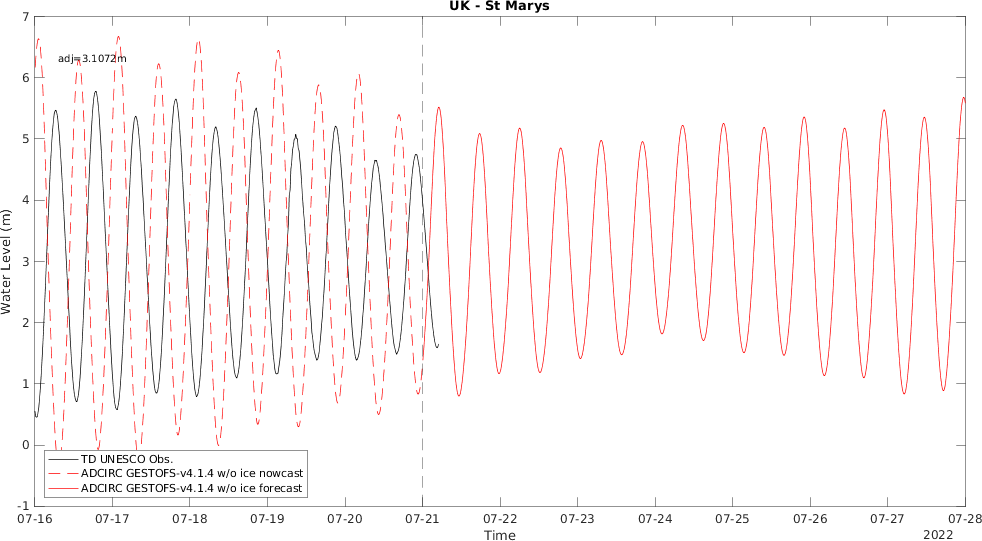 UK - St Marys
7
6
5
4
3
2
1
0
-1
Water Level (m)
adj=3.1072m
TD UNESCO Obs.
ADCIRC GESTOFS-v4.1.4 w/o ice nowcast
ADCIRC GESTOFS-v4.1.4 w/o ice forecast
07-16 07-17 07-18 07-19 07-20 07-21 07-22 07-23 07-24 07-25 07-26 07-27 07-28
Time
2022